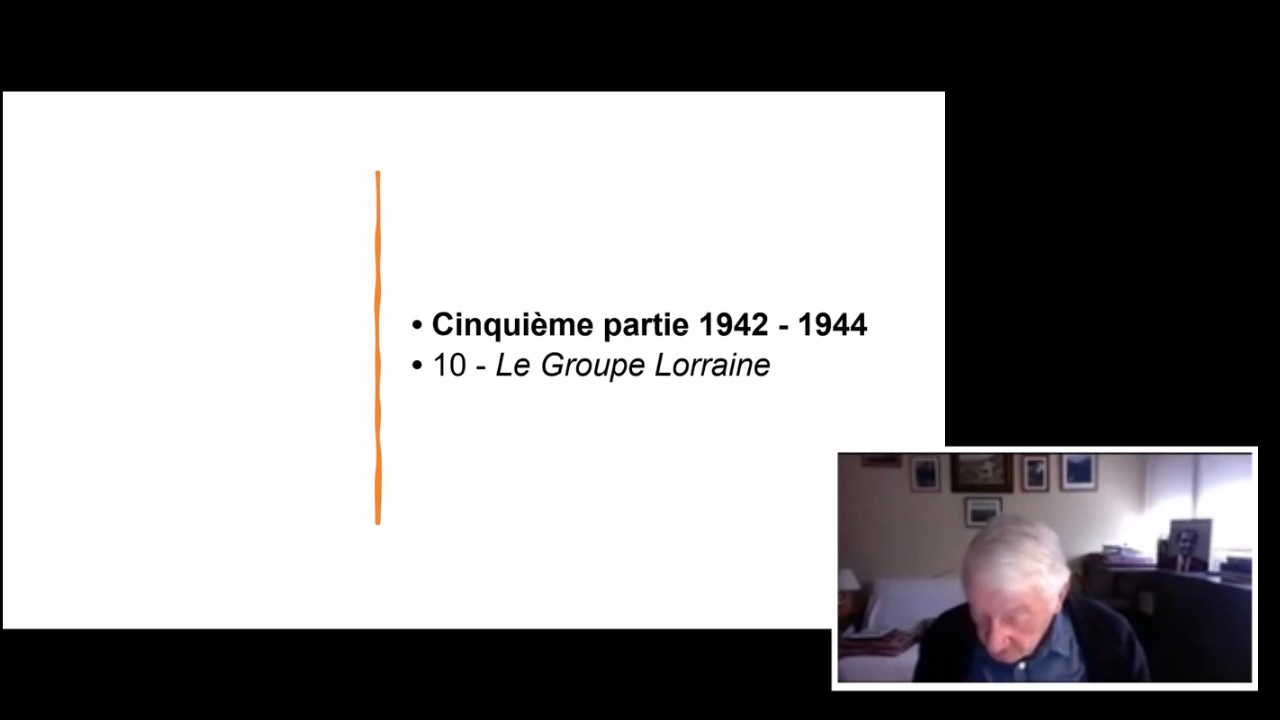 • Cinquième partie 1942 - 1944
• 10 - Le Groupe Lorraine